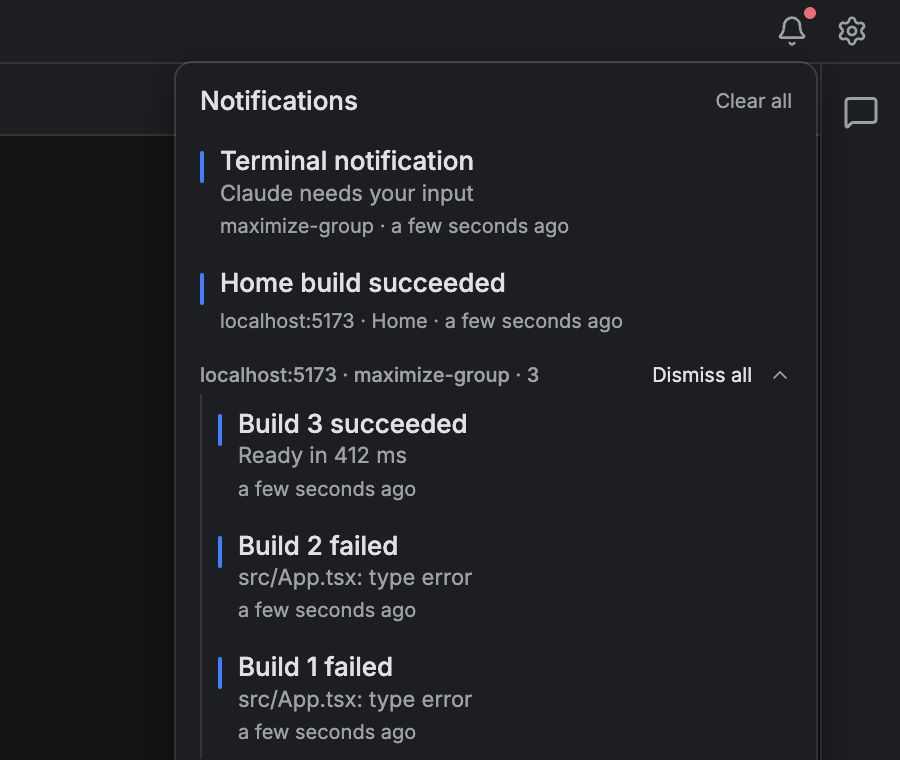 Notifications
Clear all
Terminal notification
Claude needs your input
maximize-group · a few seconds ago
Home build succeeded
localhost:5173 · Home · a few seconds ago
localhost:5173 · maximize-group · 3
Dismiss all
Build 3 succeeded
Ready in 412 ms
a few seconds ago
Build 2 failed
src/App.tsx: type error
a few seconds ago
Build 1 failed
src/App.tsx: type error
a few seconds ago